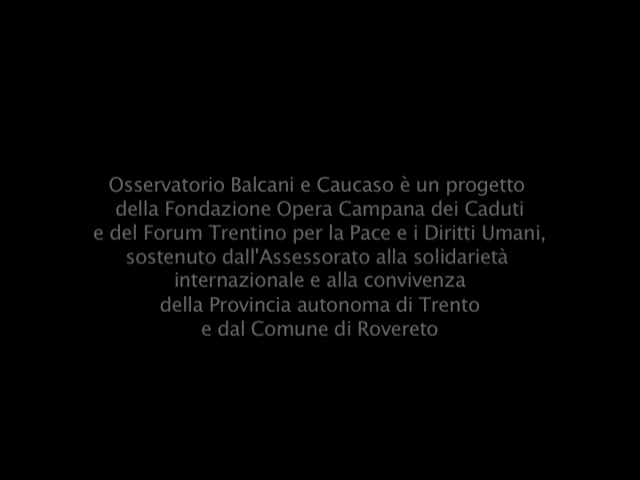 Osservatorio Balcani e Caucaso è un progetto
della Fondazione Opera Campana dei Caduti
e del Forum Trentino per la Pace e i Diritti Umani,
sostenuto dall'Assessorato alla solidarietà
internazionale e alla convivenza
della Provincia autonoma di Trento
e dal Comune di Rovereto